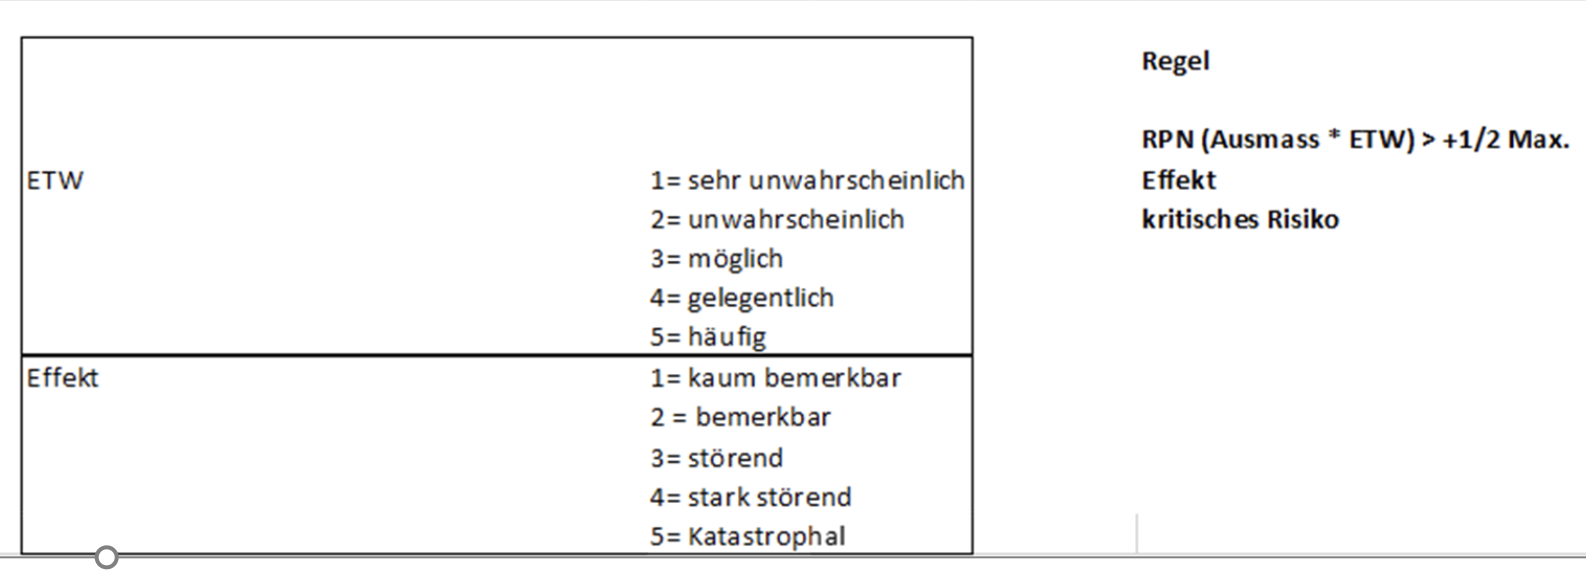 ETW
1= sehr unwahrscheinlich
2= unwahrscheinlich
3= möglich
4= gelegentlich
5= häufig
Effekt
1= kaum bemerkbar
2 = bemerkbar
3= störend
4= stark störend
5= Katastrophal
Regel
RPN (Ausmass * ETW) > +1/2 Max.
Effekt
kritisches Risiko